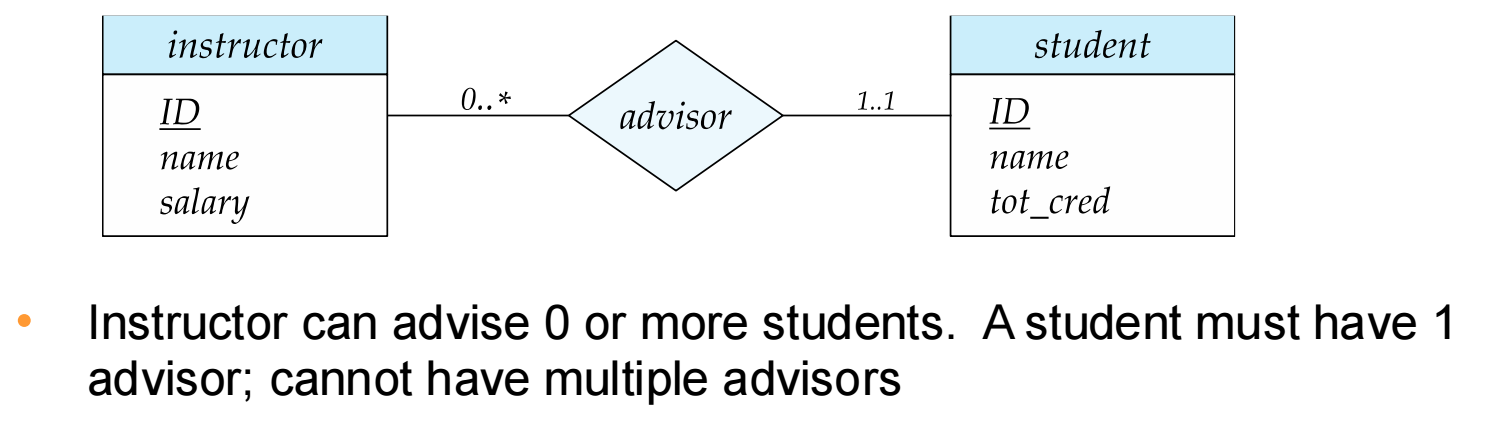 instructor
student
ID
name
salary
0..*
advisor
1..1
ID
name
tot_cred
• Instructor can advise 0 or more students. A student must have 1
advisor; cannot have multiple advisors